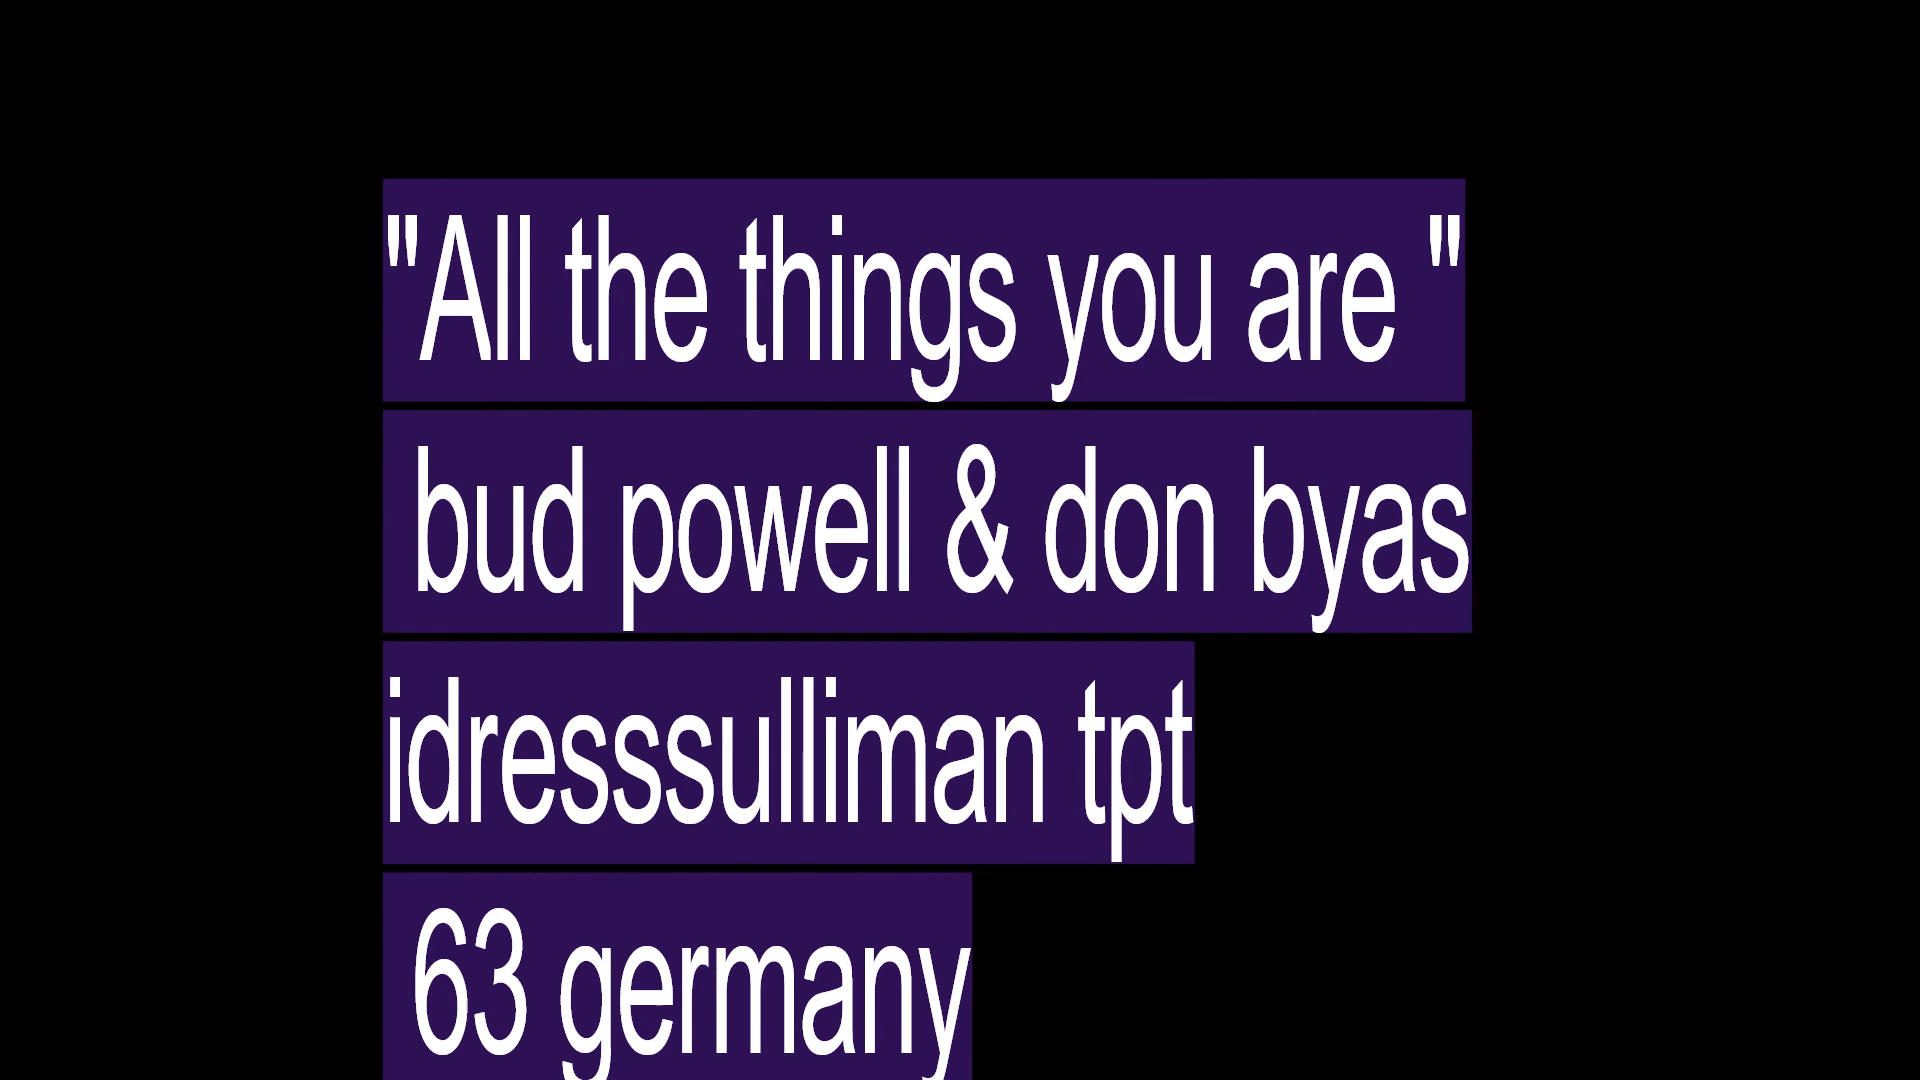 "All the things you are "
bud powell & don byas
idresssulliman tpt
63 germany